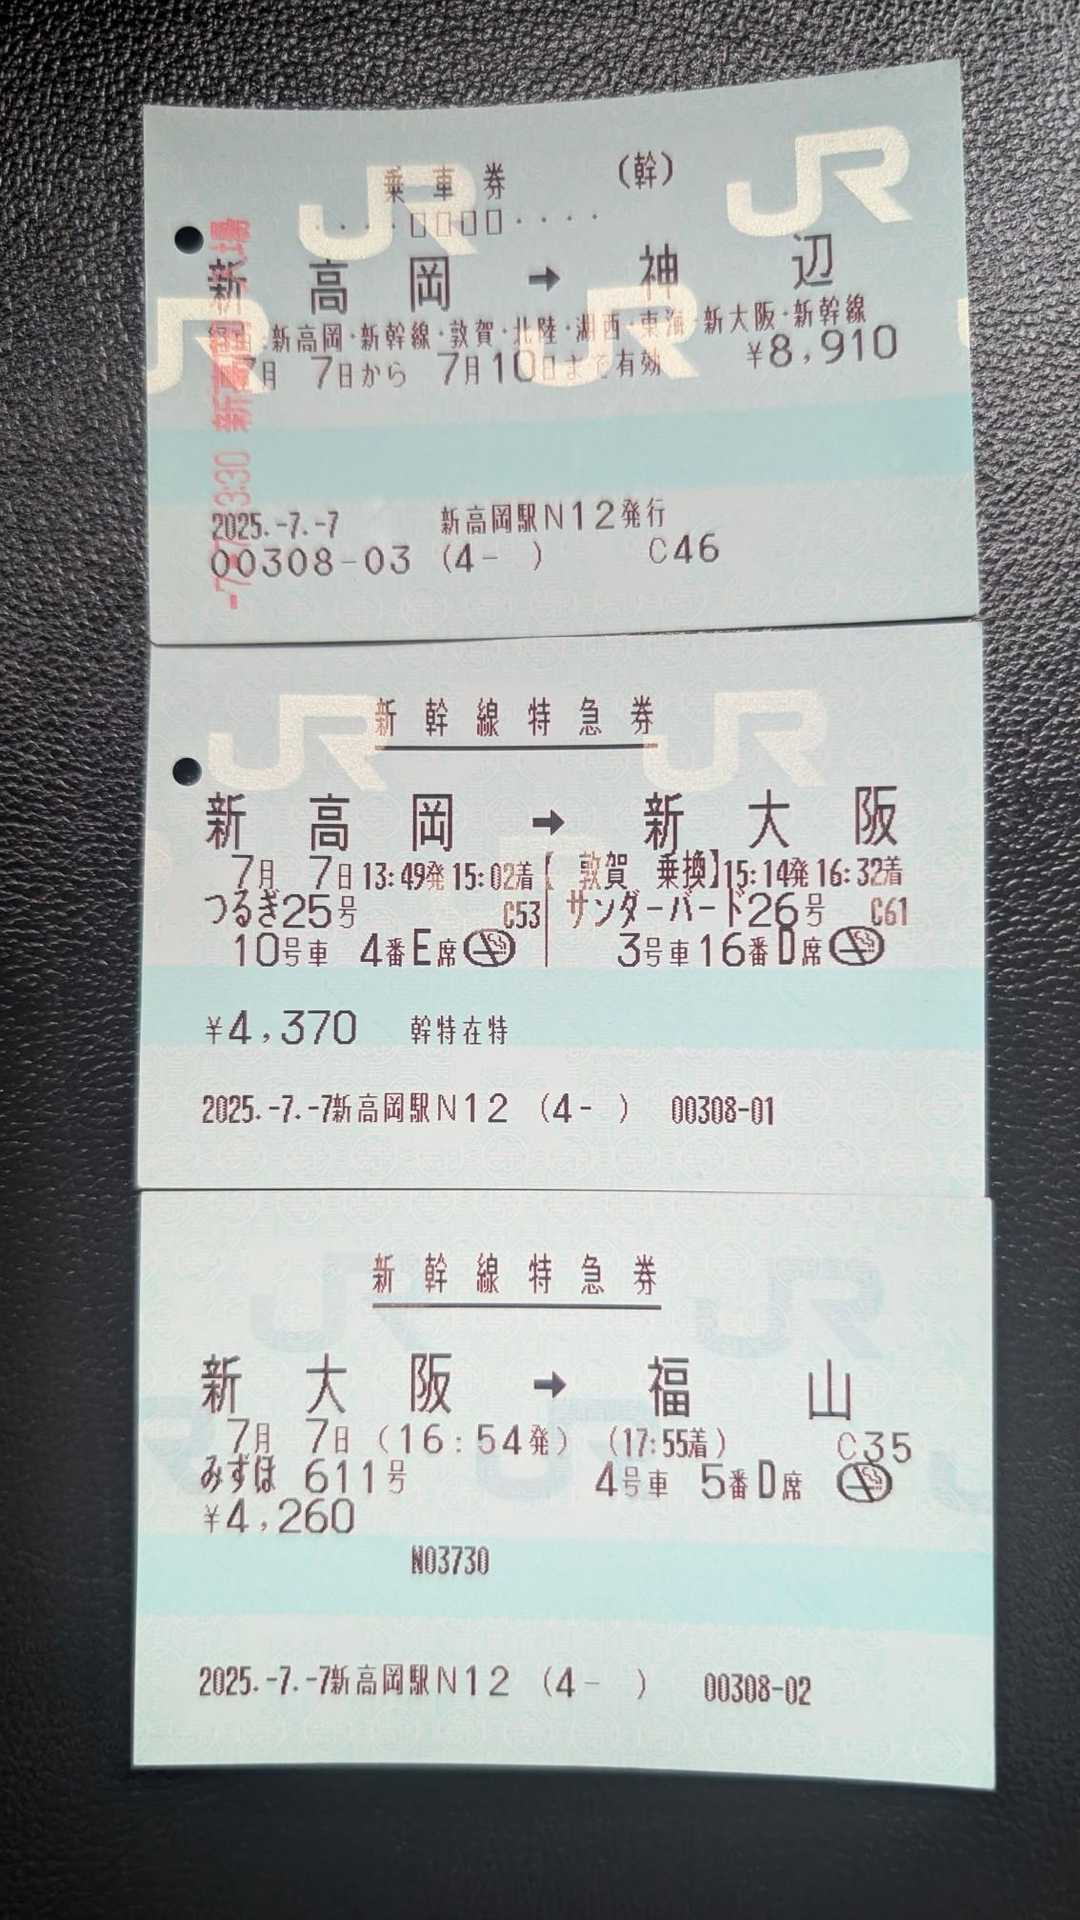 JR JR
乗車券 (幹)
・・・・□□□□・・・・
新高岡 → 神辺
経由:新高岡・新幹線・敦賀・北陸・湖西・東海・新大阪・新幹線
7月 7日から 7月10日まで有効 ¥8,910
2025.-7.-7 新高岡駅N12発行
00308-03 (4- ) C46
新幹線特急券
新高岡 → 新大阪
7月 7日 13:49発 15:02着 【 敦賀 乗換】15:14発 16:32着
つるぎ25号 C53 サンダーバード26号 C61
10号車 4番E席 3号車16番D席
¥4,370 幹特在特
2025.-7.-7新高岡駅N12 (4- ) 00308-01
新幹線特急券
新大阪 → 福山
7月 7日 (16:54発) (17:55着) C35
みずほ 611号 4号車 5番D席
¥4,260
N03730
2025.-7.-7新高岡駅N12 (4- ) 00308-02